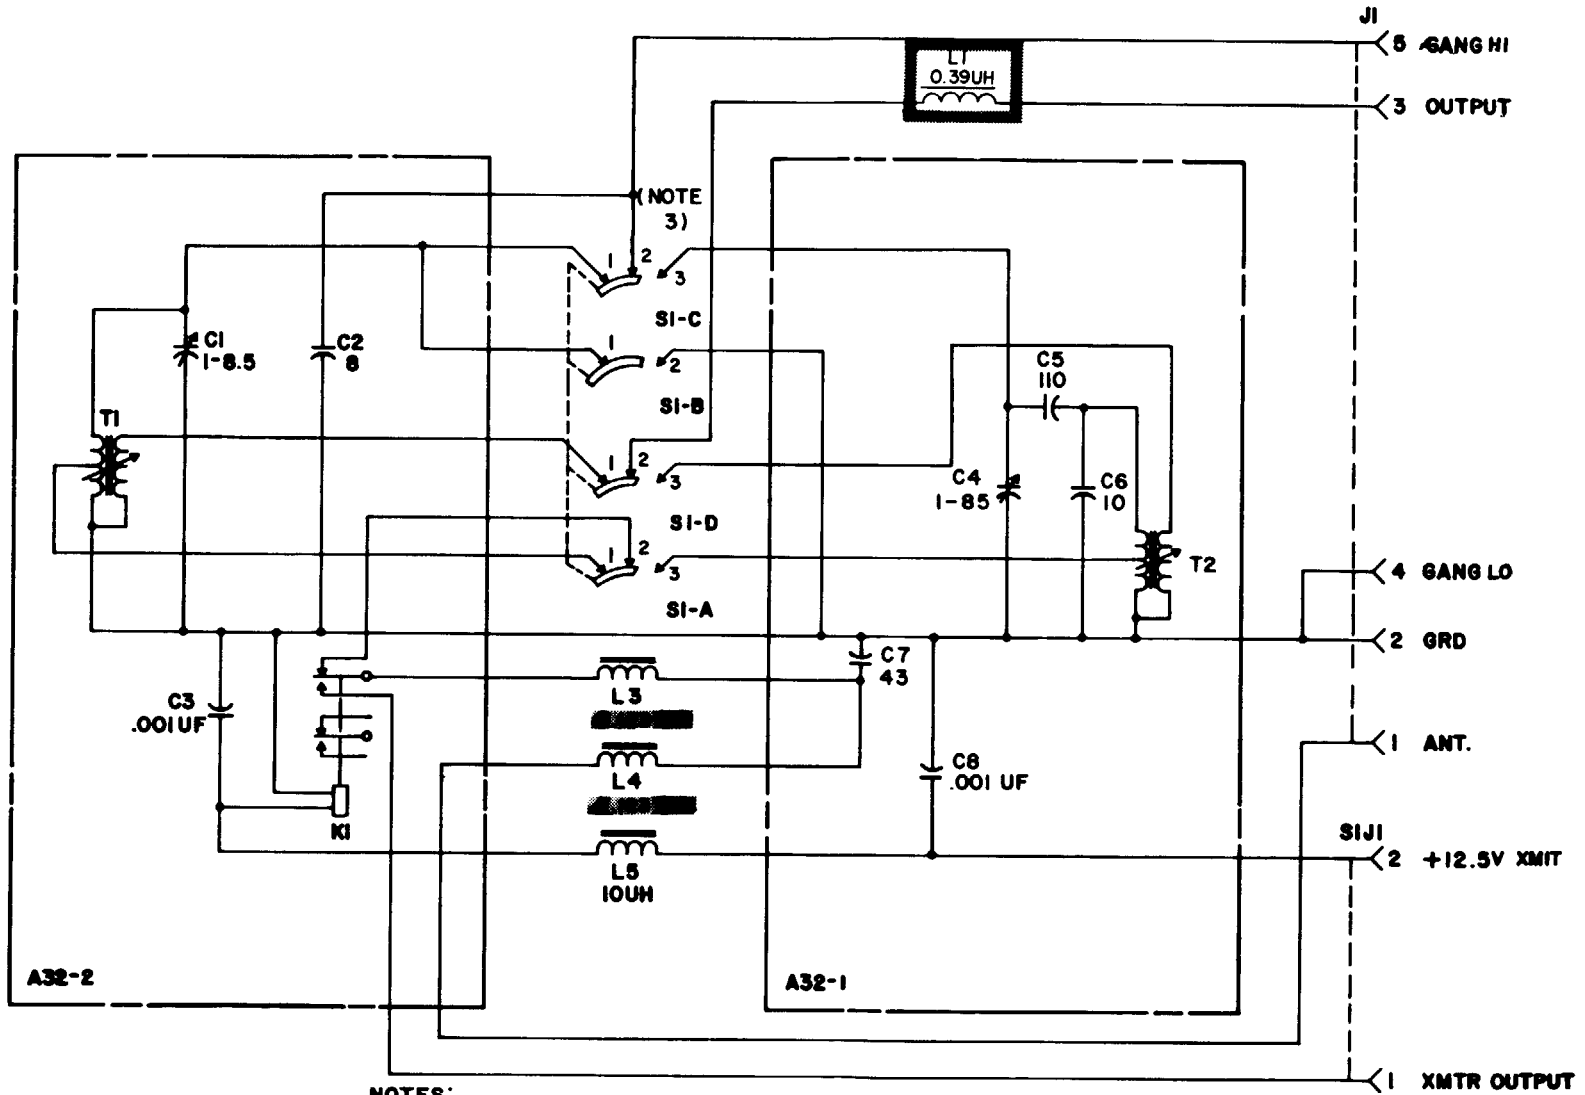 J1
5 GANG HI
L1
0.39UH
3 OUTPUT
(NOTE
3)
1
2
3
S1-C
C1
1-8.5
C2
8
1
2
S1-B
C5
110
T1
1
2
3
S1-D
C4
1-85
C6
10
1
2
3
S1-A
T2
4 GANG LO
2 GRD
C7
43
C3
.001UF
L3
1 ANT.
L4
C8
.001 UF
K1
L5
10UH
S1J1
2 +12.5V XMIT
A32-2
A32-1
1 XMTR OUTPUT
NOTES: